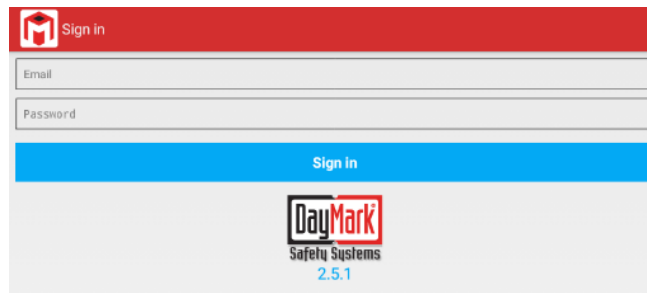 Sign in
Email
Password
Sign in
DayMark
Safety Systems
2.5.1